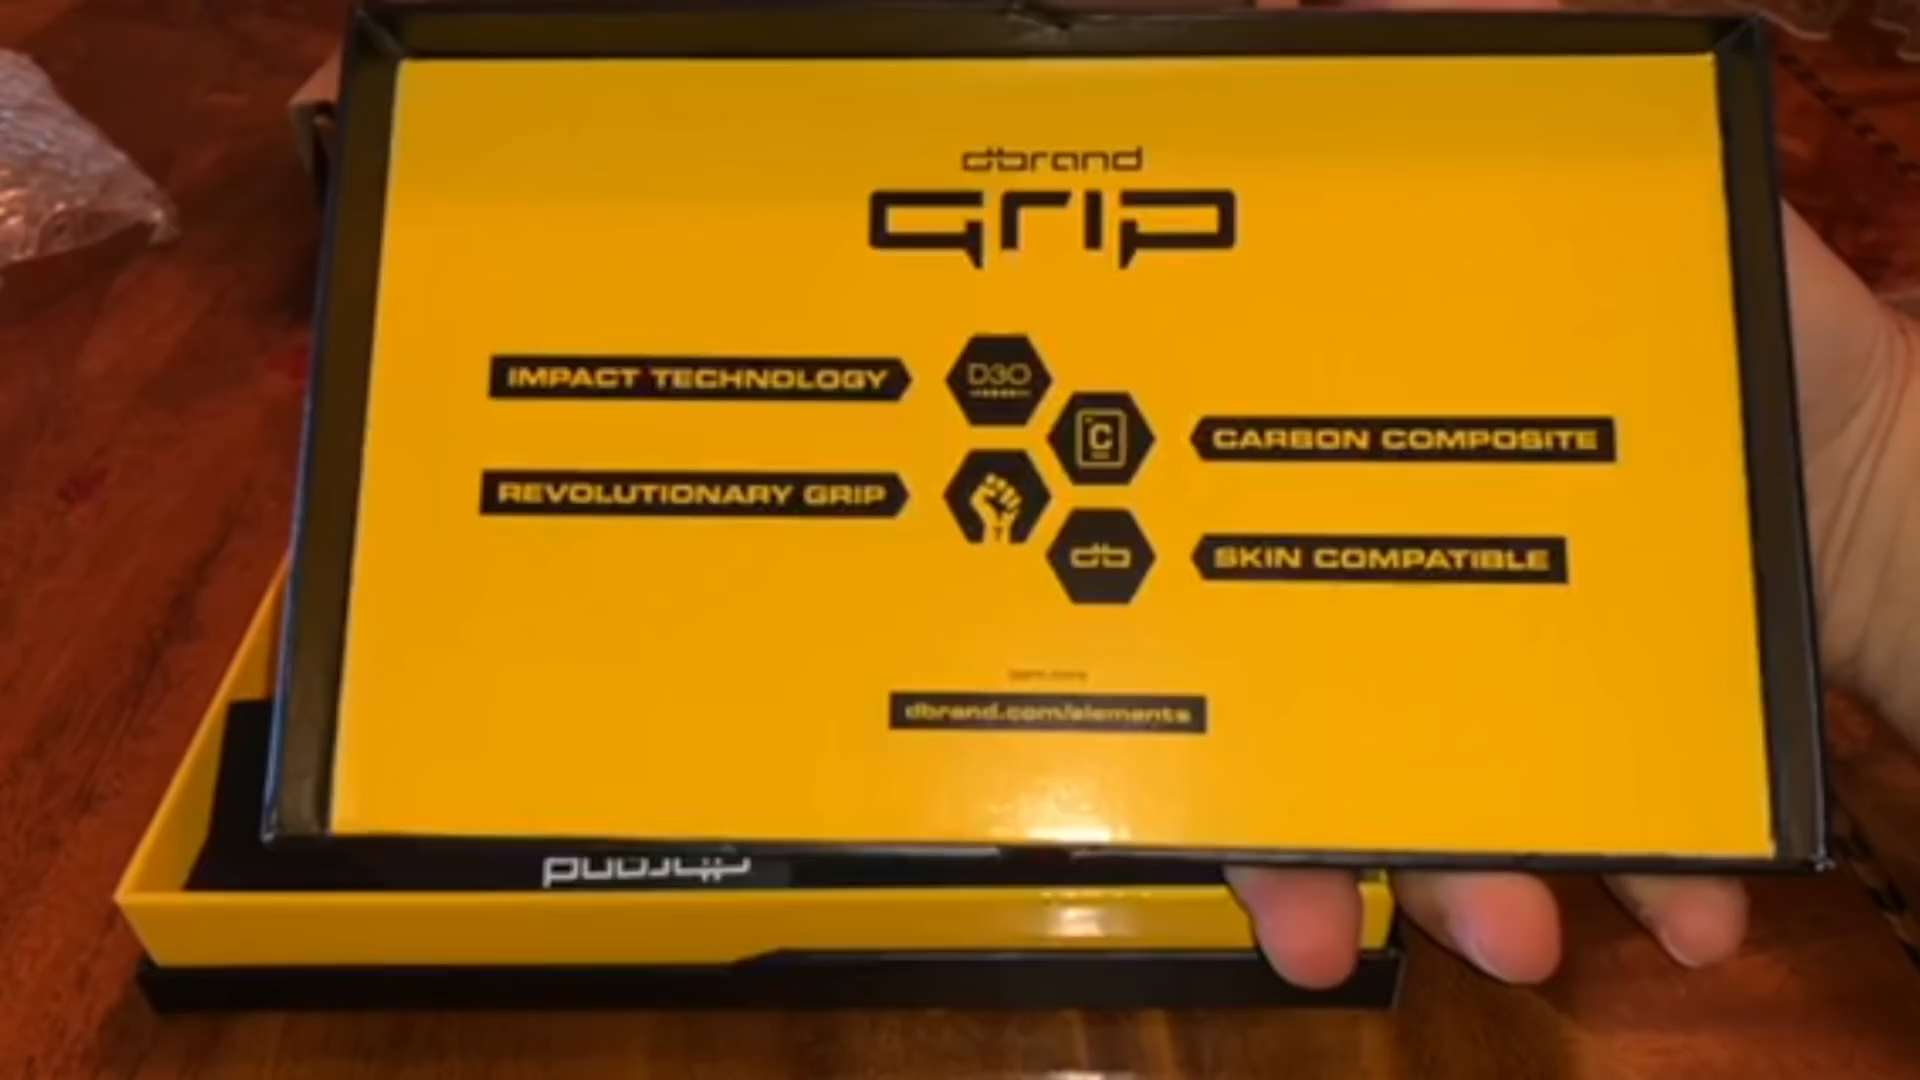 dbrand
grip
IMPACT TECHNOLOGY
D3O
C
CARBON COMPOSITE
REVOLUTIONARY GRIP
db
SKIN COMPATIBLE
dbrand.com/elements
dbrand